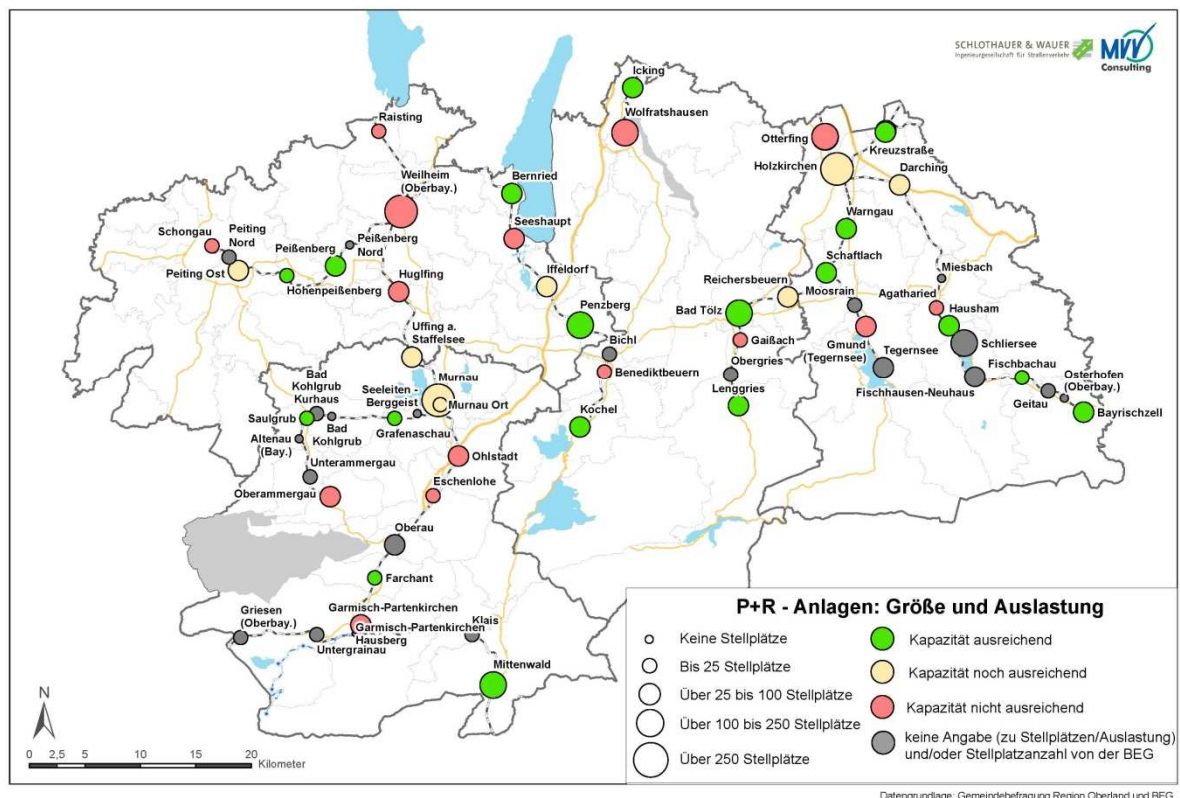 SCHLOTHAUER & WAUER
Ingenieurgesellschaft für Straßenverkehr
MVV
Consulting
Icking
Wolfratshausen
Raisting
Weilheim
(Oberbay.)
Bernried
Seeshaupt
Otterfing
Holzkirchen
Kreuzstraße
Darching
Warngau
Schongau
Peiting
Nord
Peiting Ost
Peißenberg
Peißenberg
Nord
Hohenpeißenberg
Huglfing
Iffeldorf
Penzberg
Schaftlach
Reichersbeuern
Moosrain
Miesbach
Agatharied
Hausham
Bad Tölz
Gaißach
Obergries
Lenggries
Gmund
(Tegernsee)
Tegernsee
Schliersee
Fischbachau
Fischhausen-Neuhaus
Osterhofen
(Oberbay.)
Geitau
Bayrischzell
Uffing a.
Staffelsee
Bichl
Benediktbeuern
Kochel
Murnau
Murnau Ort
Seeleiten -
Berggeist
Bad
Kohlgrub
Kurhaus
Saulgrub
Bad
Kohlgrub
Grafenaschau
Altenau
(Bay.)
Unterammergau
Oberammergau
Ohlstadt
Eschenlohe
Oberau
Farchant
Griesen
(Oberbay.)
Untergrainau
Garmisch-Partenkirchen
Garmisch-Partenkirchen
Hausberg
Klais
Mittenwald
N
0 2,5 5 10 15 20
Kilometer
P+R - Anlagen: Größe und Auslastung
Keine Stellplätze
Bis 25 Stellplätze
Über 25 bis 100 Stellplätze
Über 100 bis 250 Stellplätze
Über 250 Stellplätze
Kapazität ausreichend
Kapazität noch ausreichend
Kapazität nicht ausreichend
keine Angabe (zu Stellplätzen/Auslastung)
und/oder Stellplatzanzahl von der BEG
Datengrundlage: Gemeindebefragung Region Oberland und BEG